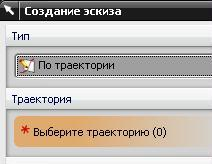 Создание эскиза
Тип
По траектории
Траектория
* Выберите траекторию (0)